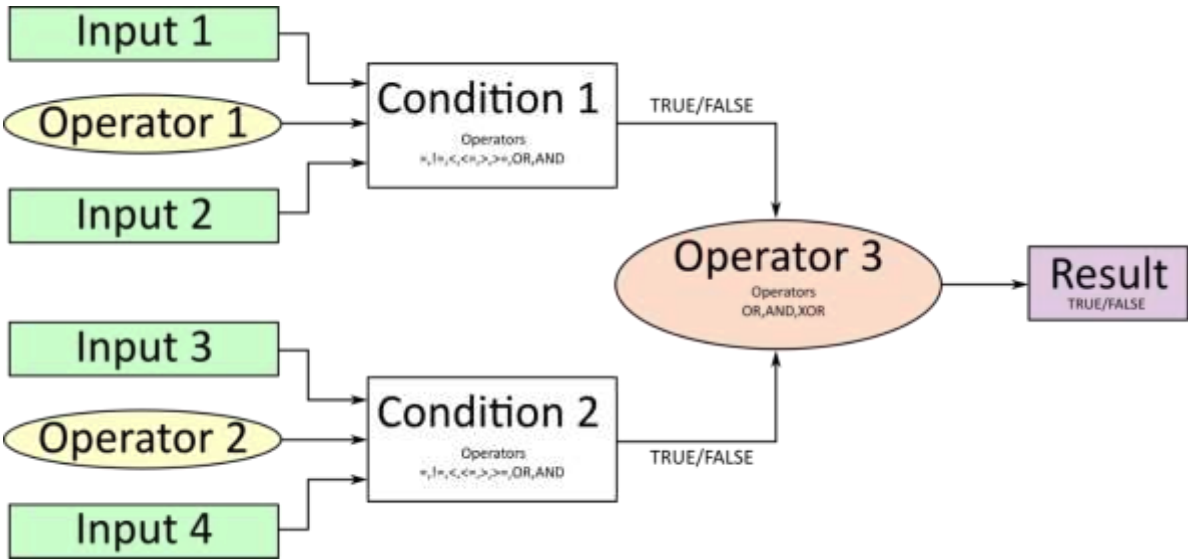 Input 1
Operator 1
Input 2
Condition 1
Operators
=,!=,<,<=,>,>=,OR,AND
TRUE/FALSE
Input 3
Operator 2
Input 4
Condition 2
Operators
=,!=,<,<=,>,>=,OR,AND
TRUE/FALSE
Operator 3
Operators
OR,AND,XOR
Result
TRUE/FALSE